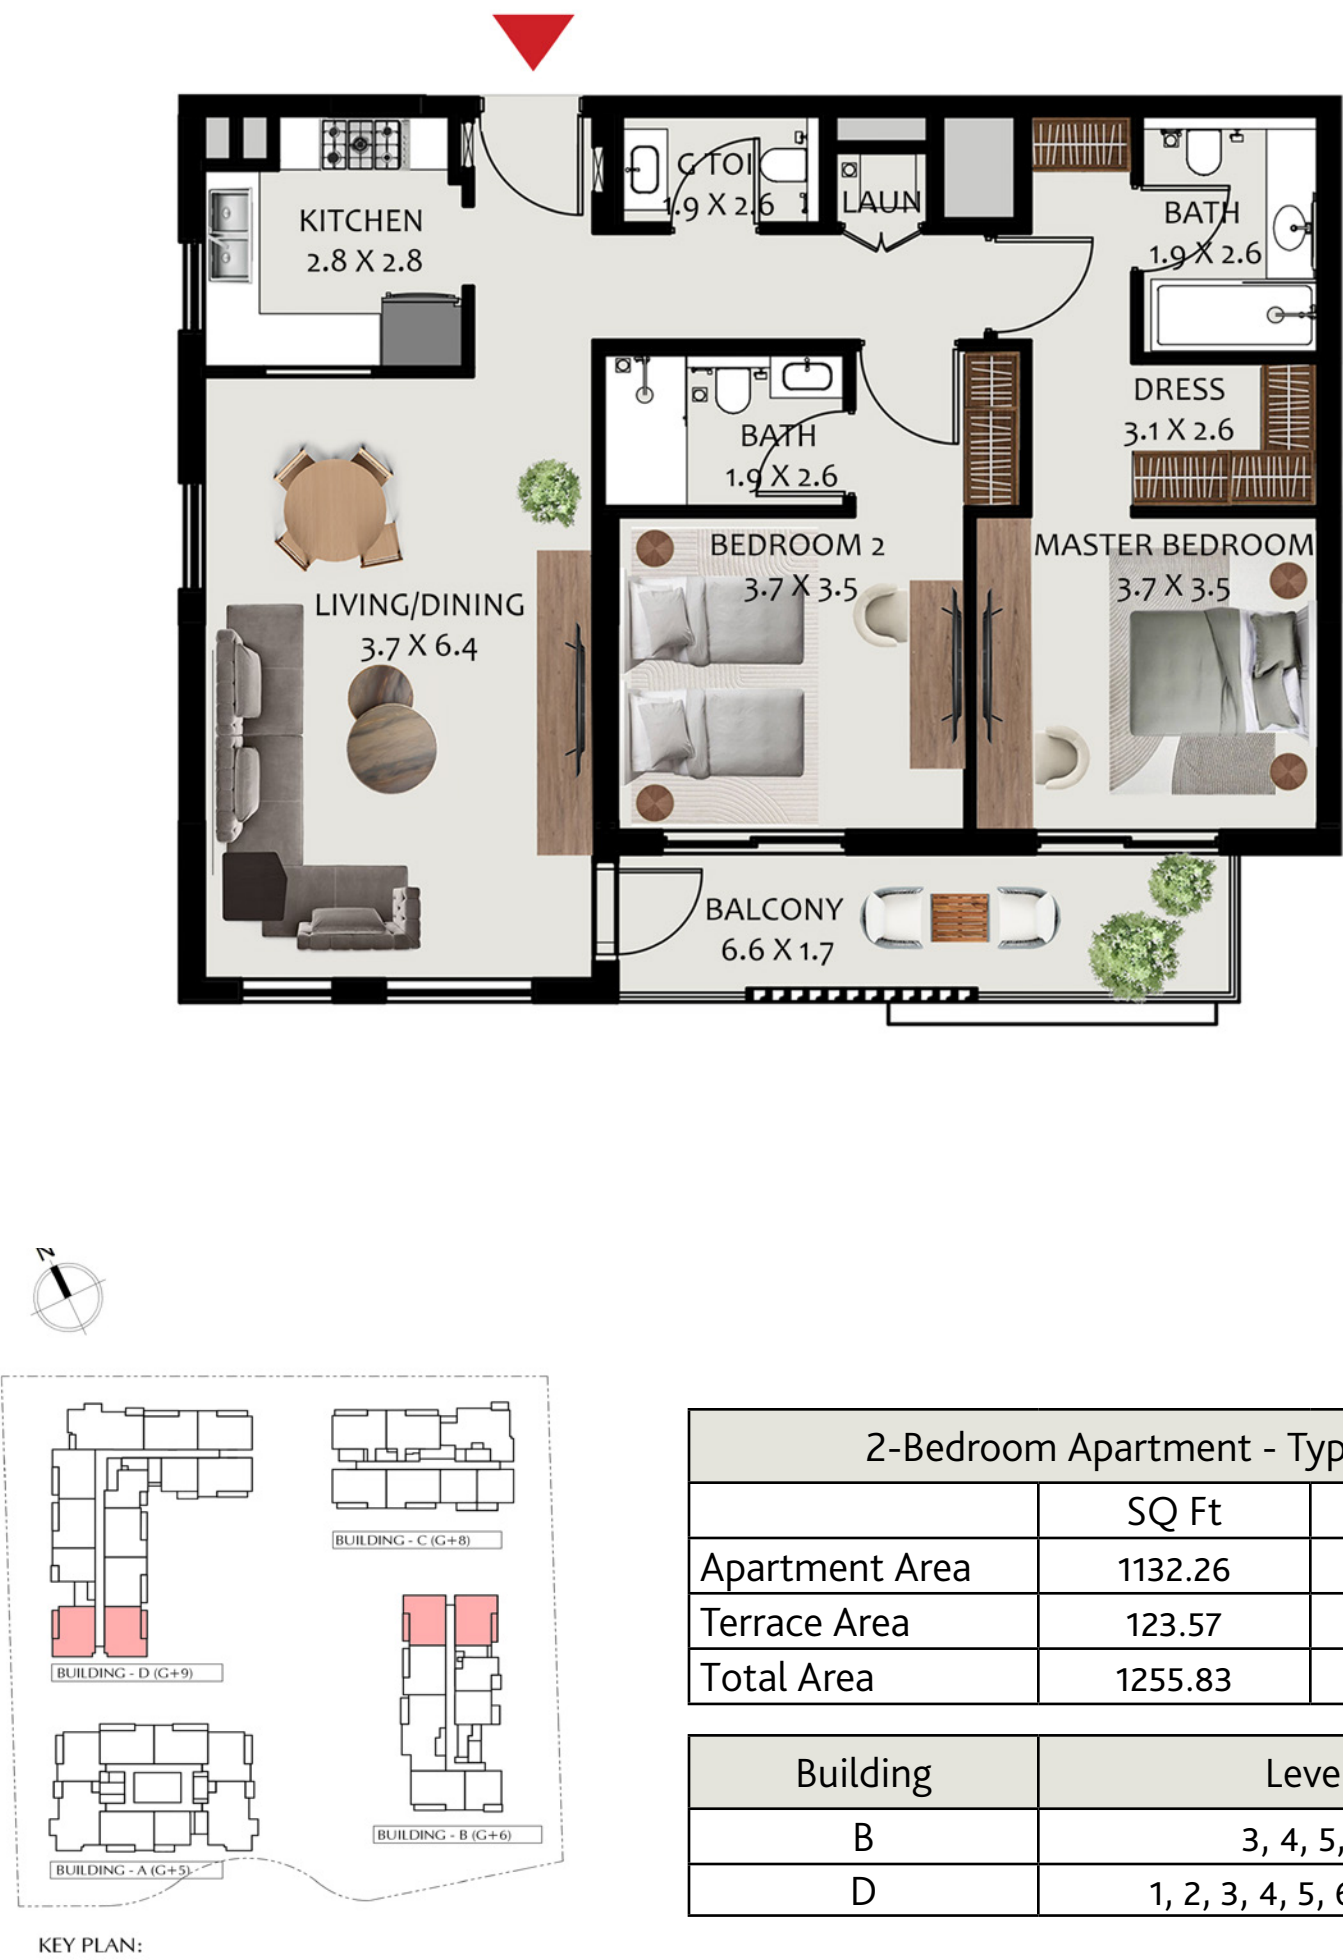 G TOI
1.9 X 2.6
LAUN
KITCHEN
2.8 X 2.8
BATH
1.9 X 2.6
DRESS
3.1 X 2.6
BATH
1.9 X 2.6
BEDROOM 2
3.7 X 3.5
MASTER BEDROOM
3.7 X 3.5
LIVING/DINING
3.7 X 6.4
BALCONY
6.6 X 1.7
N
BUILDING - C (G+8)
BUILDING - D (G+9)
BUILDING - B (G+6)
BUILDING - A (G+5)
KEY PLAN:
2-Bedroom Apartment - Typ
SQ Ft
Apartment Area 1132.26
Terrace Area 123.57
Total Area 1255.83
Building Leve
B 3, 4, 5,
D 1, 2, 3, 4, 5, 6